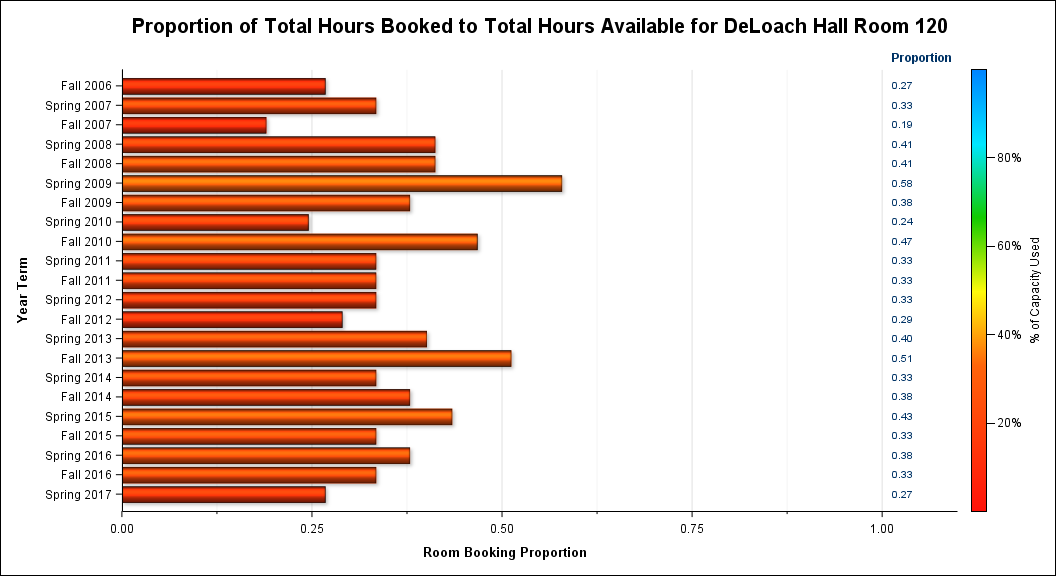 Proportion of Total Hours Booked to Total Hours Available for DeLoach Hall Room 120
Proportion
Fall 2006 0.27
Spring 2007 0.33
Fall 2007 0.19
Spring 2008 0.41
Fall 2008 0.41
Spring 2009 0.58
Fall 2009 0.38
Spring 2010 0.24
Fall 2010 0.47
Spring 2011 0.33
Fall 2011 0.33
Spring 2012 0.33
Fall 2012 0.29
Spring 2013 0.40
Fall 2013 0.51
Spring 2014 0.33
Fall 2014 0.38
Spring 2015 0.43
Fall 2015 0.33
Spring 2016 0.38
Fall 2016 0.33
Spring 2017 0.27
Year Term
0.00 0.25 0.50 0.75 1.00
Room Booking Proportion
80%
60%
40%
20%
% of Capacity Used